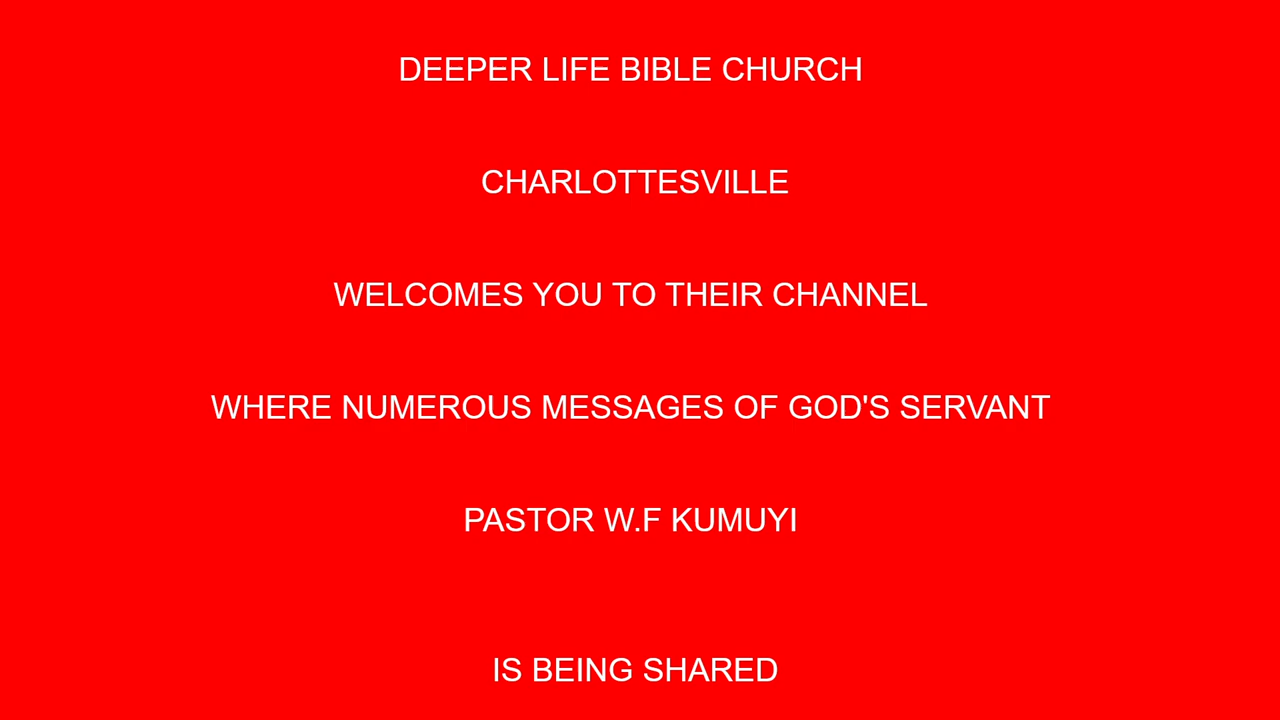 DEEPER LIFE BIBLE CHURCH
CHARLOTTESVILLE
WELCOMES YOU TO THEIR CHANNEL
WHERE NUMEROUS MESSAGES OF GOD'S SERVANT
PASTOR W.F KUMUYI
IS BEING SHARED